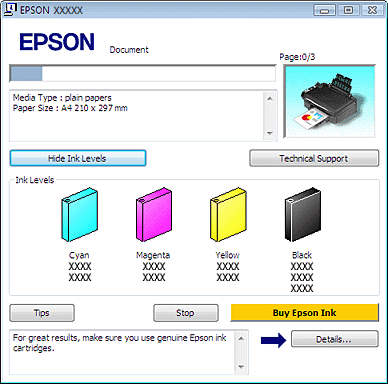 EPSON XXXXX
EPSON
Document
Page:0/3
Media Type : plain papers
Paper Size : A4 210 x 297 mm
Hide Ink Levels
Technical Support
Ink Levels
Cyan
Magenta
Yellow
Black
XXXX
XXXX
XXXX
XXXX
XXXX
XXXX
XXXX
XXXX
XXXX
Tips
Stop
Buy Epson Ink
For great results, make sure you use genuine Epson ink
cartridges.
Details...